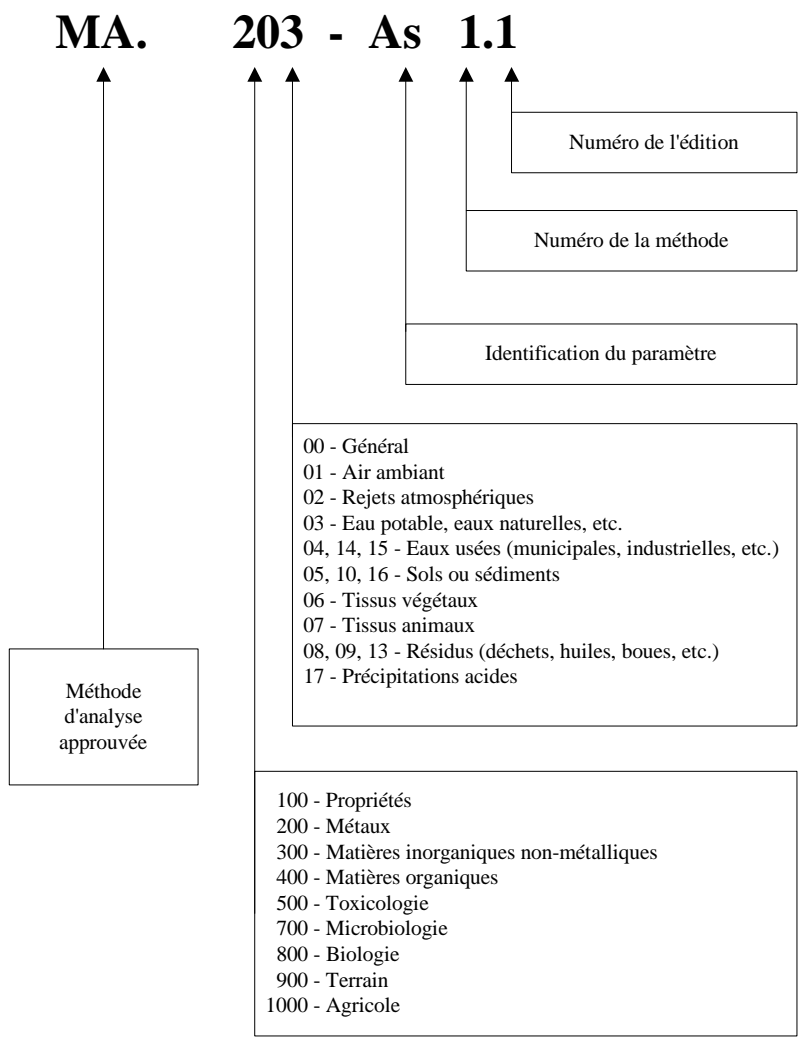 MA. 203 - As 1.1
Numéro de l'édition
Numéro de la méthode
Identification du paramètre
00 - Général
01 - Air ambiant
02 - Rejets atmosphériques
03 - Eau potable, eaux naturelles, etc.
04, 14, 15 - Eaux usées (municipales, industrielles, etc.)
05, 10, 16 - Sols ou sédiments
06 - Tissus végétaux
07 - Tissus animaux
08, 09, 13 - Résidus (déchets, huiles, boues, etc.)
17 - Précipitations acides
Méthode
d'analyse
approuvée
100 - Propriétés
200 - Métaux
300 - Matières inorganiques non-métalliques
400 - Matières organiques
500 - Toxicologie
700 - Microbiologie
800 - Biologie
900 - Terrain
1000 - Agricole